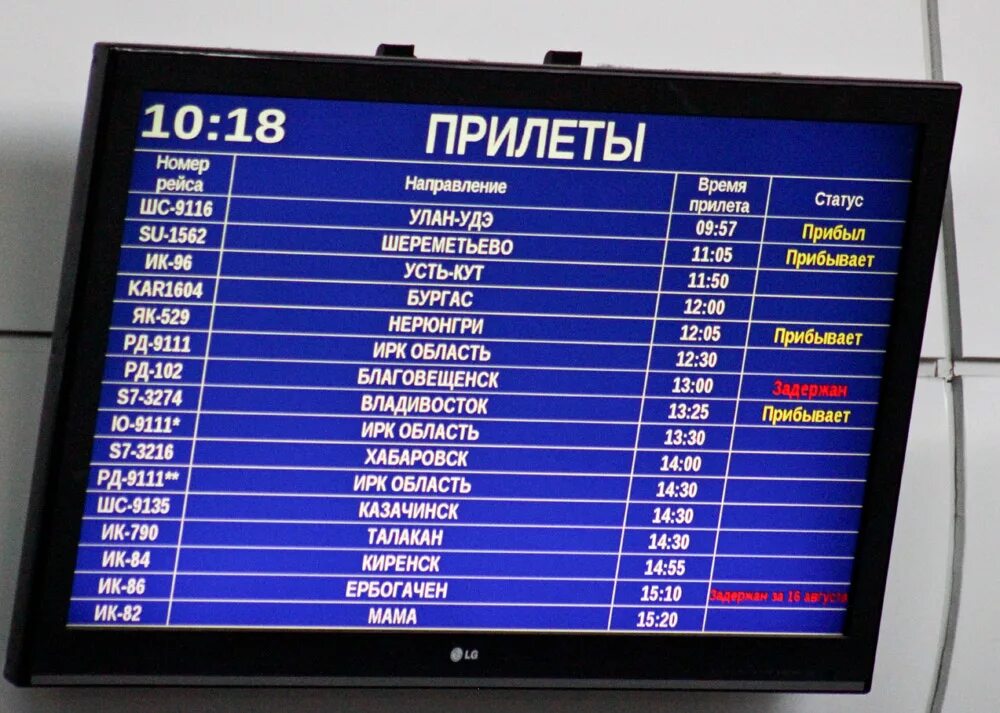 10:18 ПРИЛЕТЫ
Номер рейса Направление Время прилета Статус
ШС-9116 УЛАН-УДЭ 09:57 Прибыл
SU-1562 ШЕРЕМЕТЬЕВО 11:05 Прибывает
ИК-96 УСТЬ-КУТ 11:50
KAR1604 БУРГАС 12:00
ЯК-529 НЕРЮНГРИ 12:05 Прибывает
РД-9111 ИРК ОБЛАСТЬ 12:30
РД-102 БЛАГОВЕЩЕНСК 13:00 Задержан
S7-3274 ВЛАДИВОСТОК 13:25 Прибывает
Ю-9111* ИРК ОБЛАСТЬ 13:30
S7-3216 ХАБАРОВСК 14:00
РД-9111** ИРК ОБЛАСТЬ 14:30
ШС-9135 КАЗАЧИНСК 14:30
ИК-790 ТАЛАКАН 14:30
ИК-84 КИРЕНСК 14:55
ИК-86 ЕРБОГАЧЕН 15:10 Задержан за 16 августа
ИК-82 МАМА 15:20
LG